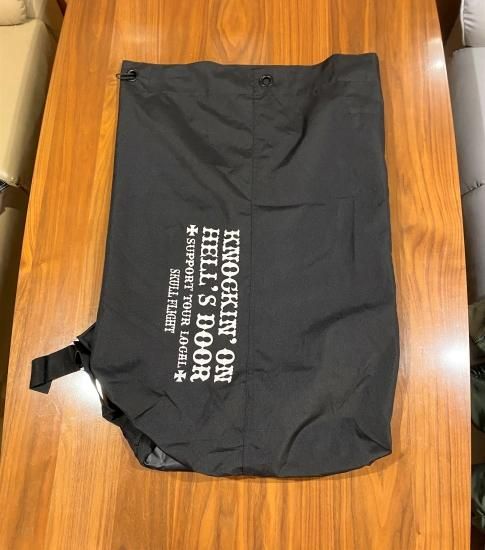 KNOCKIN' ON
HELL'S DOOR
✠ SUPPORT YOUR LOCAL ✠
SKULL FLIGHT